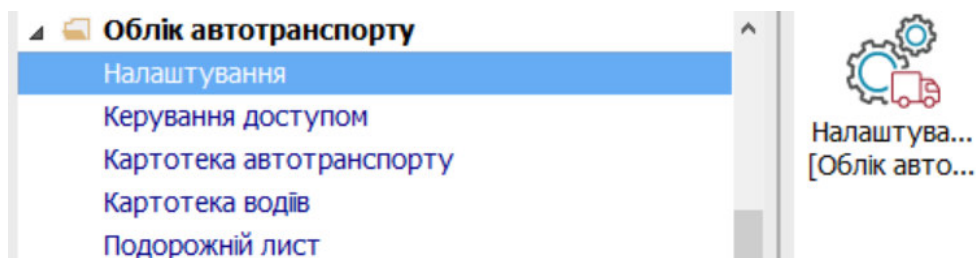 Облік автотранспорту
Налаштування
Керування доступом
Картотека автотранспорту
Картотека водіїв
Подорожній лист
Налаштува...
[Облік авто...